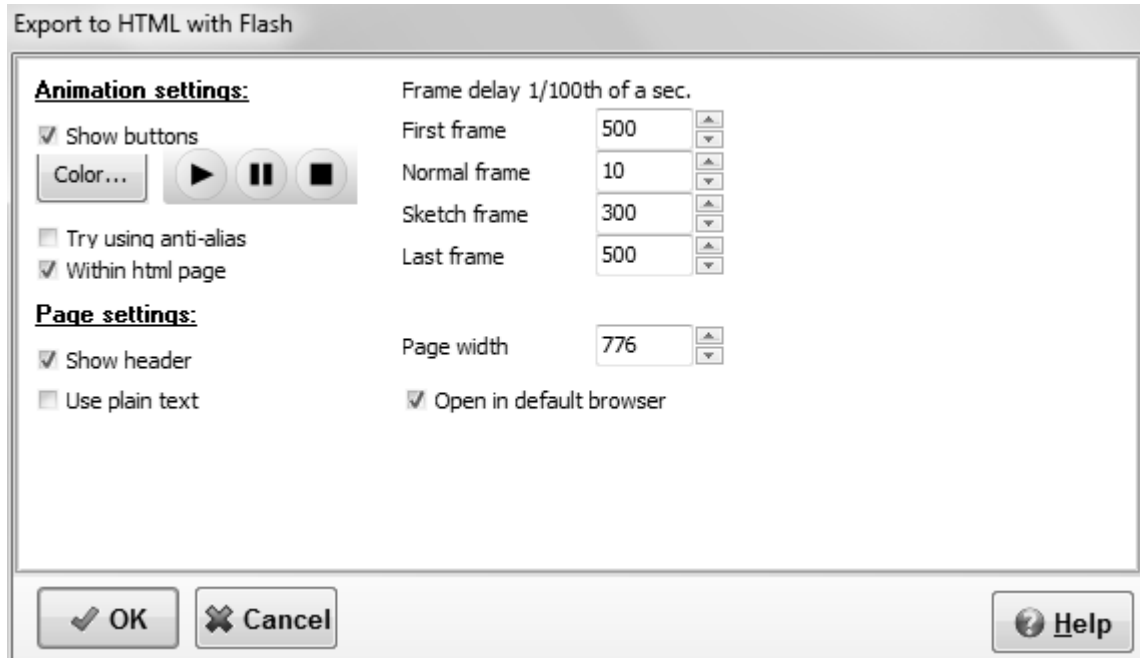 Export to HTML with Flash
Animation settings:
Frame delay 1/100th of a sec.
Show buttons
First frame 500
Color...
Normal frame 10
Sketch frame 300
Try using anti-alias
Last frame 500
Within html page
Page settings:
Page width 776
Show header
Use plain text
Open in default browser
OK
Cancel
Help